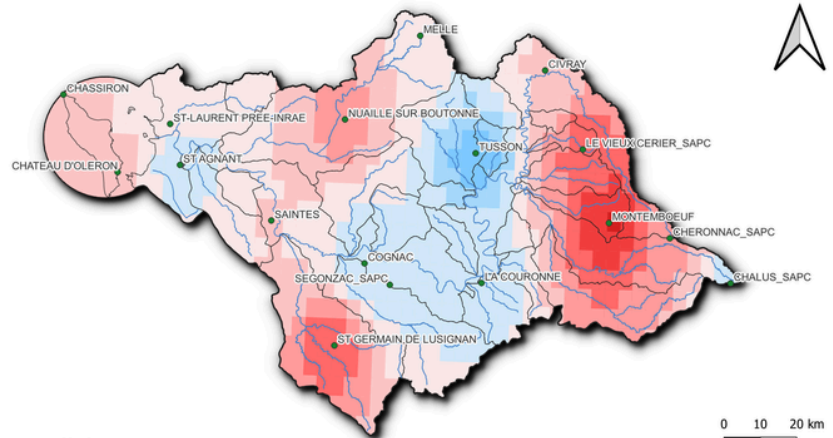 MELLE
CIVRAY
CHASSIRON
ST-LAURENT PREE-INRAE
NUAILLE SUR BOUTONNE
LE VIEUX CERIER_SAPC
TUSSON
CHATEAU D'OLERON
ST AGNANT
SAINTES
MONTEMBOEUF
CHERONNAC_SAPC
COGNAC
SEGONZAC_SAPC
LA COURONNE
CHALUS_SAPC
ST GERMAIN DE LUSIGNAN
0 10 20 km